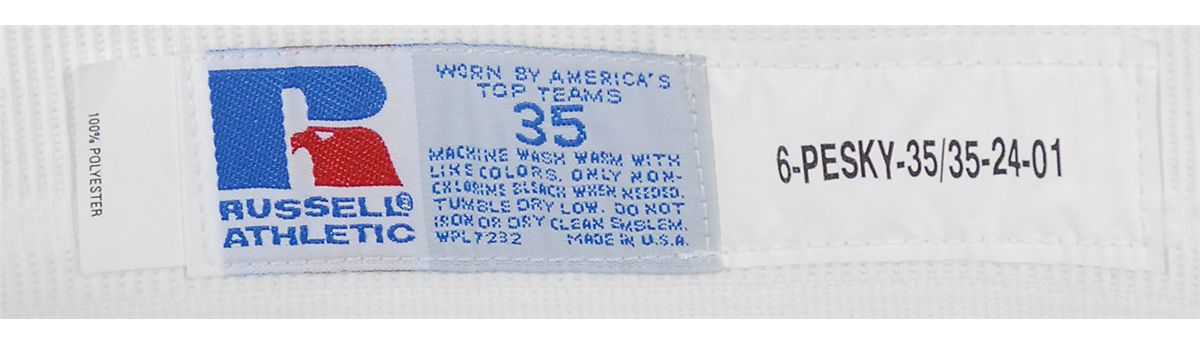 100% POLYESTER
RUSSELL®
ATHLETIC
WORN BY AMERICA'S
TOP TEAMS
35
MACHINE WASH WARM WITH
LIKE COLORS. ONLY NON-
CHLORINE BLEACH WHEN NEEDED.
TUMBLE DRY LOW. DO NOT
IRON OR DRY CLEAN EMBLEM.
WPL7232 MADE IN U.S.A.
6-PESKY-35/35-24-01